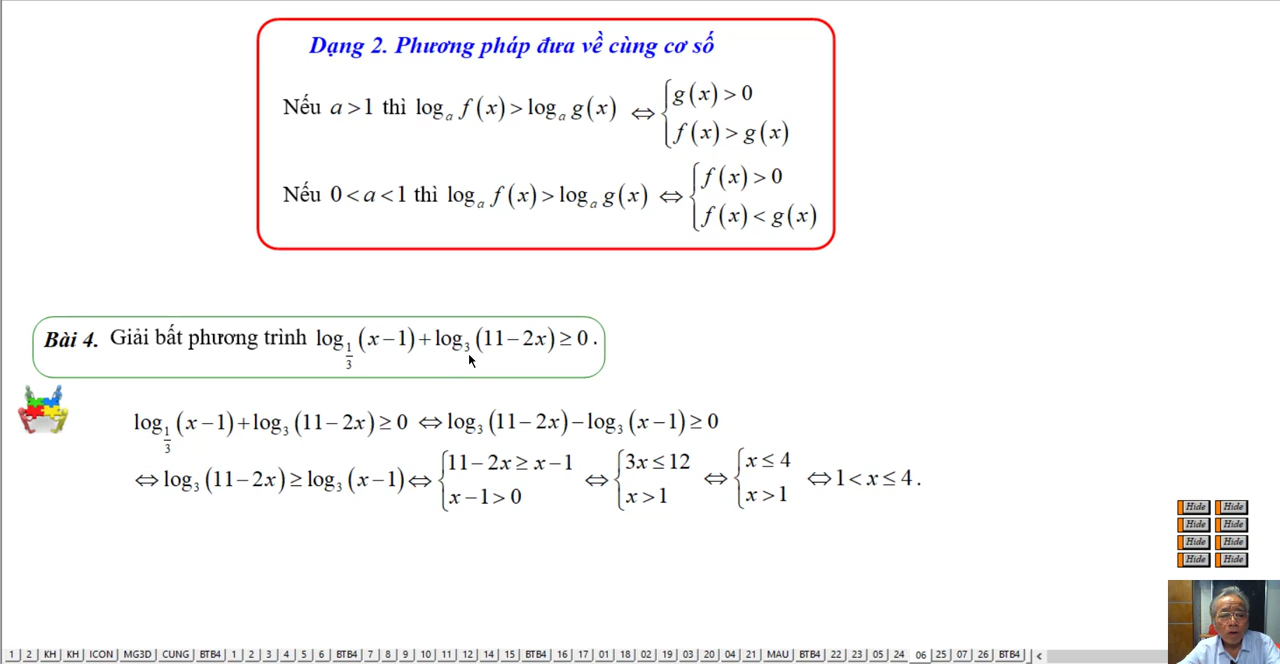 Dạng 2. Phương pháp đưa về cùng cơ số
Nếu a > 1 thì log_a f(x) > log_a g(x) ⇔ { g(x) > 0
f(x) > g(x)
Nếu 0 < a < 1 thì log_a f(x) > log_a g(x) ⇔ { f(x) > 0
f(x) < g(x)
Bài 4. Giải bất phương trình log_{1/3} (x−1) + log_3 (11−2x) ≥ 0.
log_{1/3} (x−1) + log_3 (11−2x) ≥ 0 ⇔ log_3 (11−2x) − log_3 (x−1) ≥ 0
⇔ log_3 (11−2x) ≥ log_3 (x−1) ⇔ { 11−2x ≥ x−1 ; x−1 > 0 ⇔ { 3x ≤ 12 ; x > 1 ⇔ { x ≤ 4 ; x > 1 ⇔ 1 < x ≤ 4.
Hide Hide
Hide Hide
Hide Hide
Hide Hide
1 2 KH KH ICON MG3D CUNG BTB4 1 2 3 4 5 6 BTB4 7 8 9 10 11 12 14 15 BTB4 16 17 01 18 02 19 03 20 04 21 MAU BTB4 22 23 05 24 06 25 07 26 BTB4